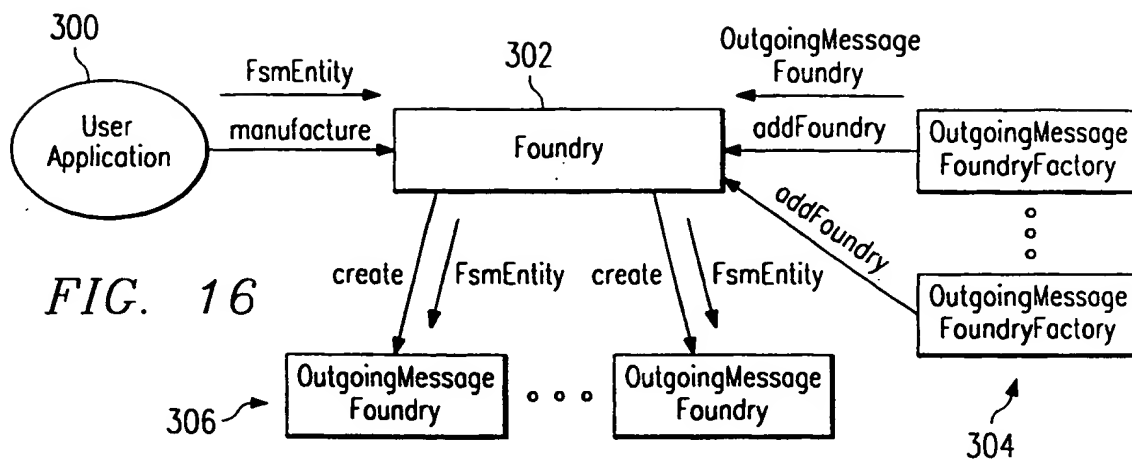 300
User
Application
FsmEntity
manufacture
302
Foundry
OutgoingMessage
Foundry
addFoundry
OutgoingMessage
FoundryFactory
addFoundry
OutgoingMessage
FoundryFactory
304
create
FsmEntity
create
FsmEntity
FIG. 16
306
OutgoingMessage
Foundry
OutgoingMessage
Foundry